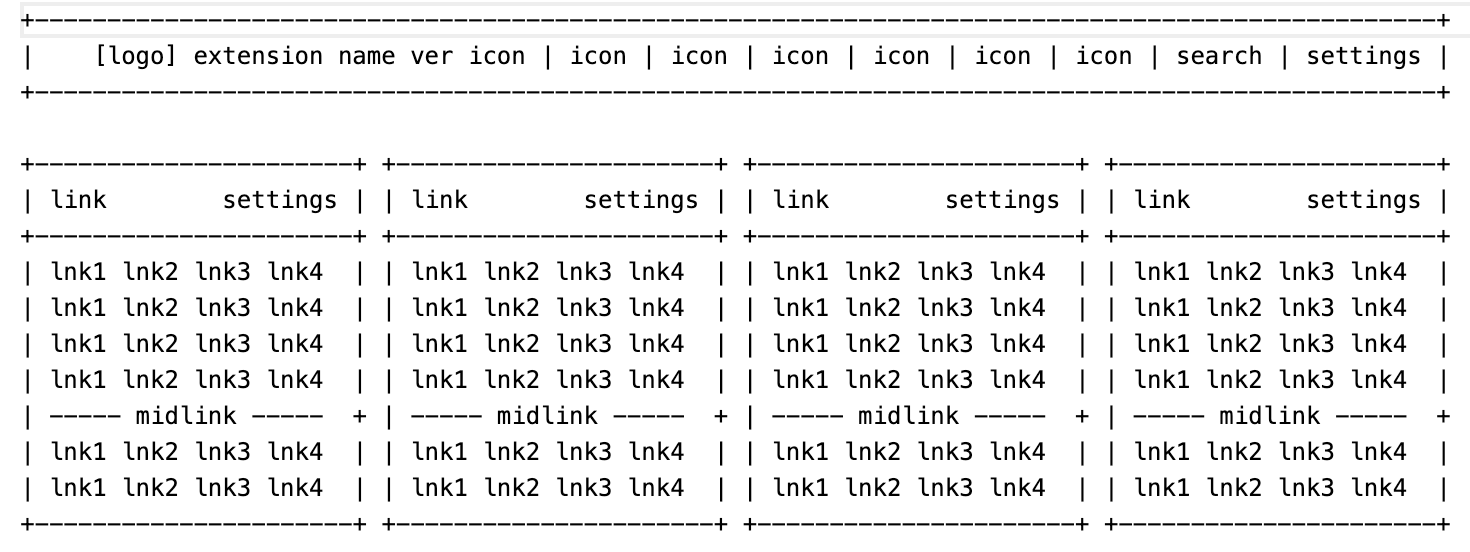 +-------------------------------------------------------------------------------------------------+
|    [logo] extension name ver icon | icon | icon | icon | icon | icon | icon | search | settings |
+-------------------------------------------------------------------------------------------------+

+----------------------+ +----------------------+ +----------------------+ +----------------------+
| link        settings | | link        settings | | link        settings | | link        settings |
+----------------------+ +----------------------+ +----------------------+ +----------------------+
| lnk1 lnk2 lnk3 lnk4  | | lnk1 lnk2 lnk3 lnk4  | | lnk1 lnk2 lnk3 lnk4  | | lnk1 lnk2 lnk3 lnk4  |
| lnk1 lnk2 lnk3 lnk4  | | lnk1 lnk2 lnk3 lnk4  | | lnk1 lnk2 lnk3 lnk4  | | lnk1 lnk2 lnk3 lnk4  |
| lnk1 lnk2 lnk3 lnk4  | | lnk1 lnk2 lnk3 lnk4  | | lnk1 lnk2 lnk3 lnk4  | | lnk1 lnk2 lnk3 lnk4  |
| lnk1 lnk2 lnk3 lnk4  | | lnk1 lnk2 lnk3 lnk4  | | lnk1 lnk2 lnk3 lnk4  | | lnk1 lnk2 lnk3 lnk4  |
| ----- midlink -----  + | ----- midlink -----  + | ----- midlink -----  + | ----- midlink -----  +
| lnk1 lnk2 lnk3 lnk4  | | lnk1 lnk2 lnk3 lnk4  | | lnk1 lnk2 lnk3 lnk4  | | lnk1 lnk2 lnk3 lnk4  |
| lnk1 lnk2 lnk3 lnk4  | | lnk1 lnk2 lnk3 lnk4  | | lnk1 lnk2 lnk3 lnk4  | | lnk1 lnk2 lnk3 lnk4  |
+----------------------+ +----------------------+ +----------------------+ +----------------------+